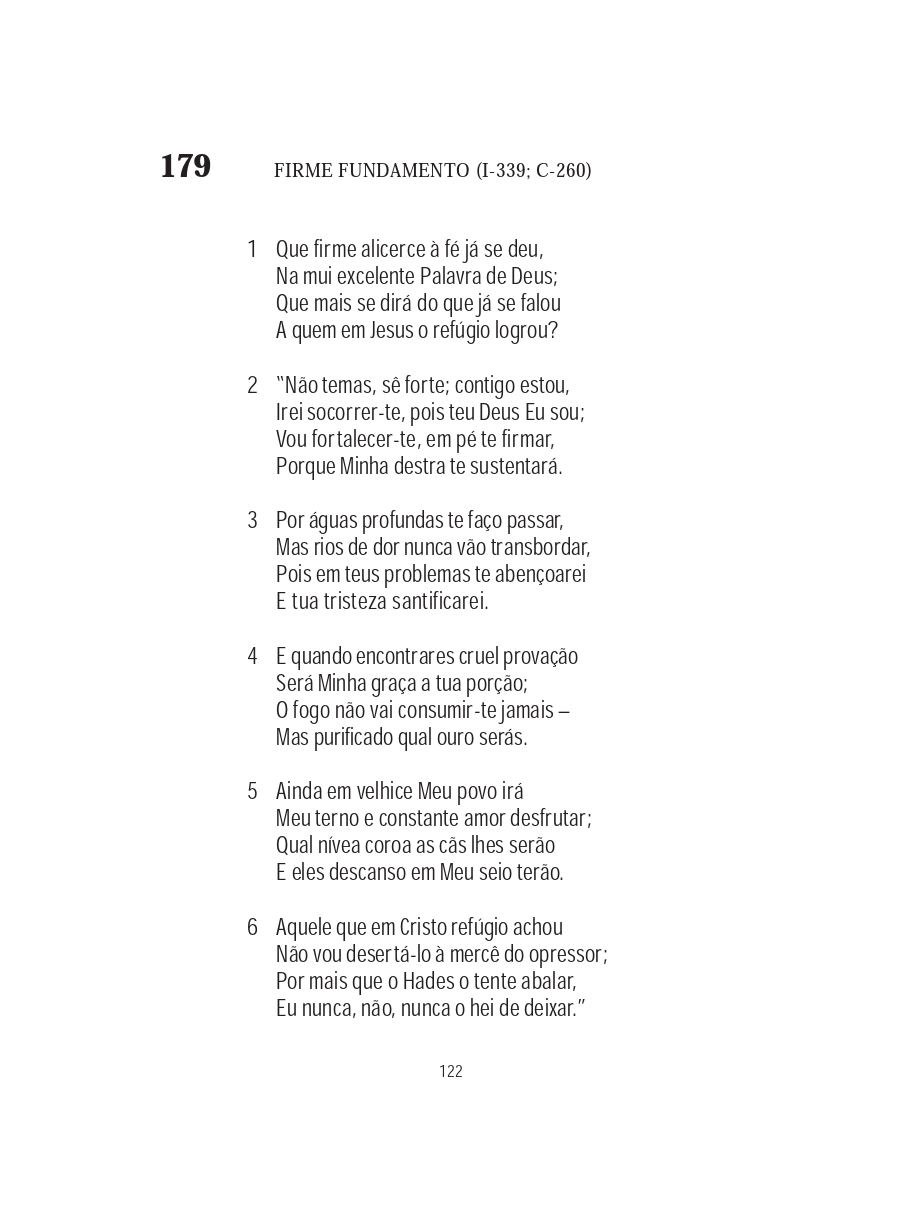 179 FIRME FUNDAMENTO (I-339; C-260)
1 Que firme alicerce à fé já se deu,
Na mui excelente Palavra de Deus;
Que mais se dirá do que já se falou
A quem em Jesus o refúgio logrou?
2 “Não temas, sê forte; contigo estou,
Irei socorrer-te, pois teu Deus Eu sou;
Vou fortalecer-te, em pé te firmar,
Porque Minha destra te sustentará.
3 Por águas profundas te faço passar,
Mas rios de dor nunca vão transbordar,
Pois em teus problemas te abençoarei
E tua tristeza santificarei.
4 E quando encontrares cruel provação
Será Minha graça a tua porção;
O fogo não vai consumir-te jamais –
Mas purificado qual ouro serás.
5 Ainda em velhice Meu povo irá
Meu terno e constante amor desfrutar;
Qual nívea coroa as cãs lhes serão
E eles descanso em Meu seio terão.
6 Aquele que em Cristo refúgio achou
Não vou desertá-lo à mercê do opressor;
Por mais que o Hades o tente abalar,
Eu nunca, não, nunca o hei de deixar.”
122